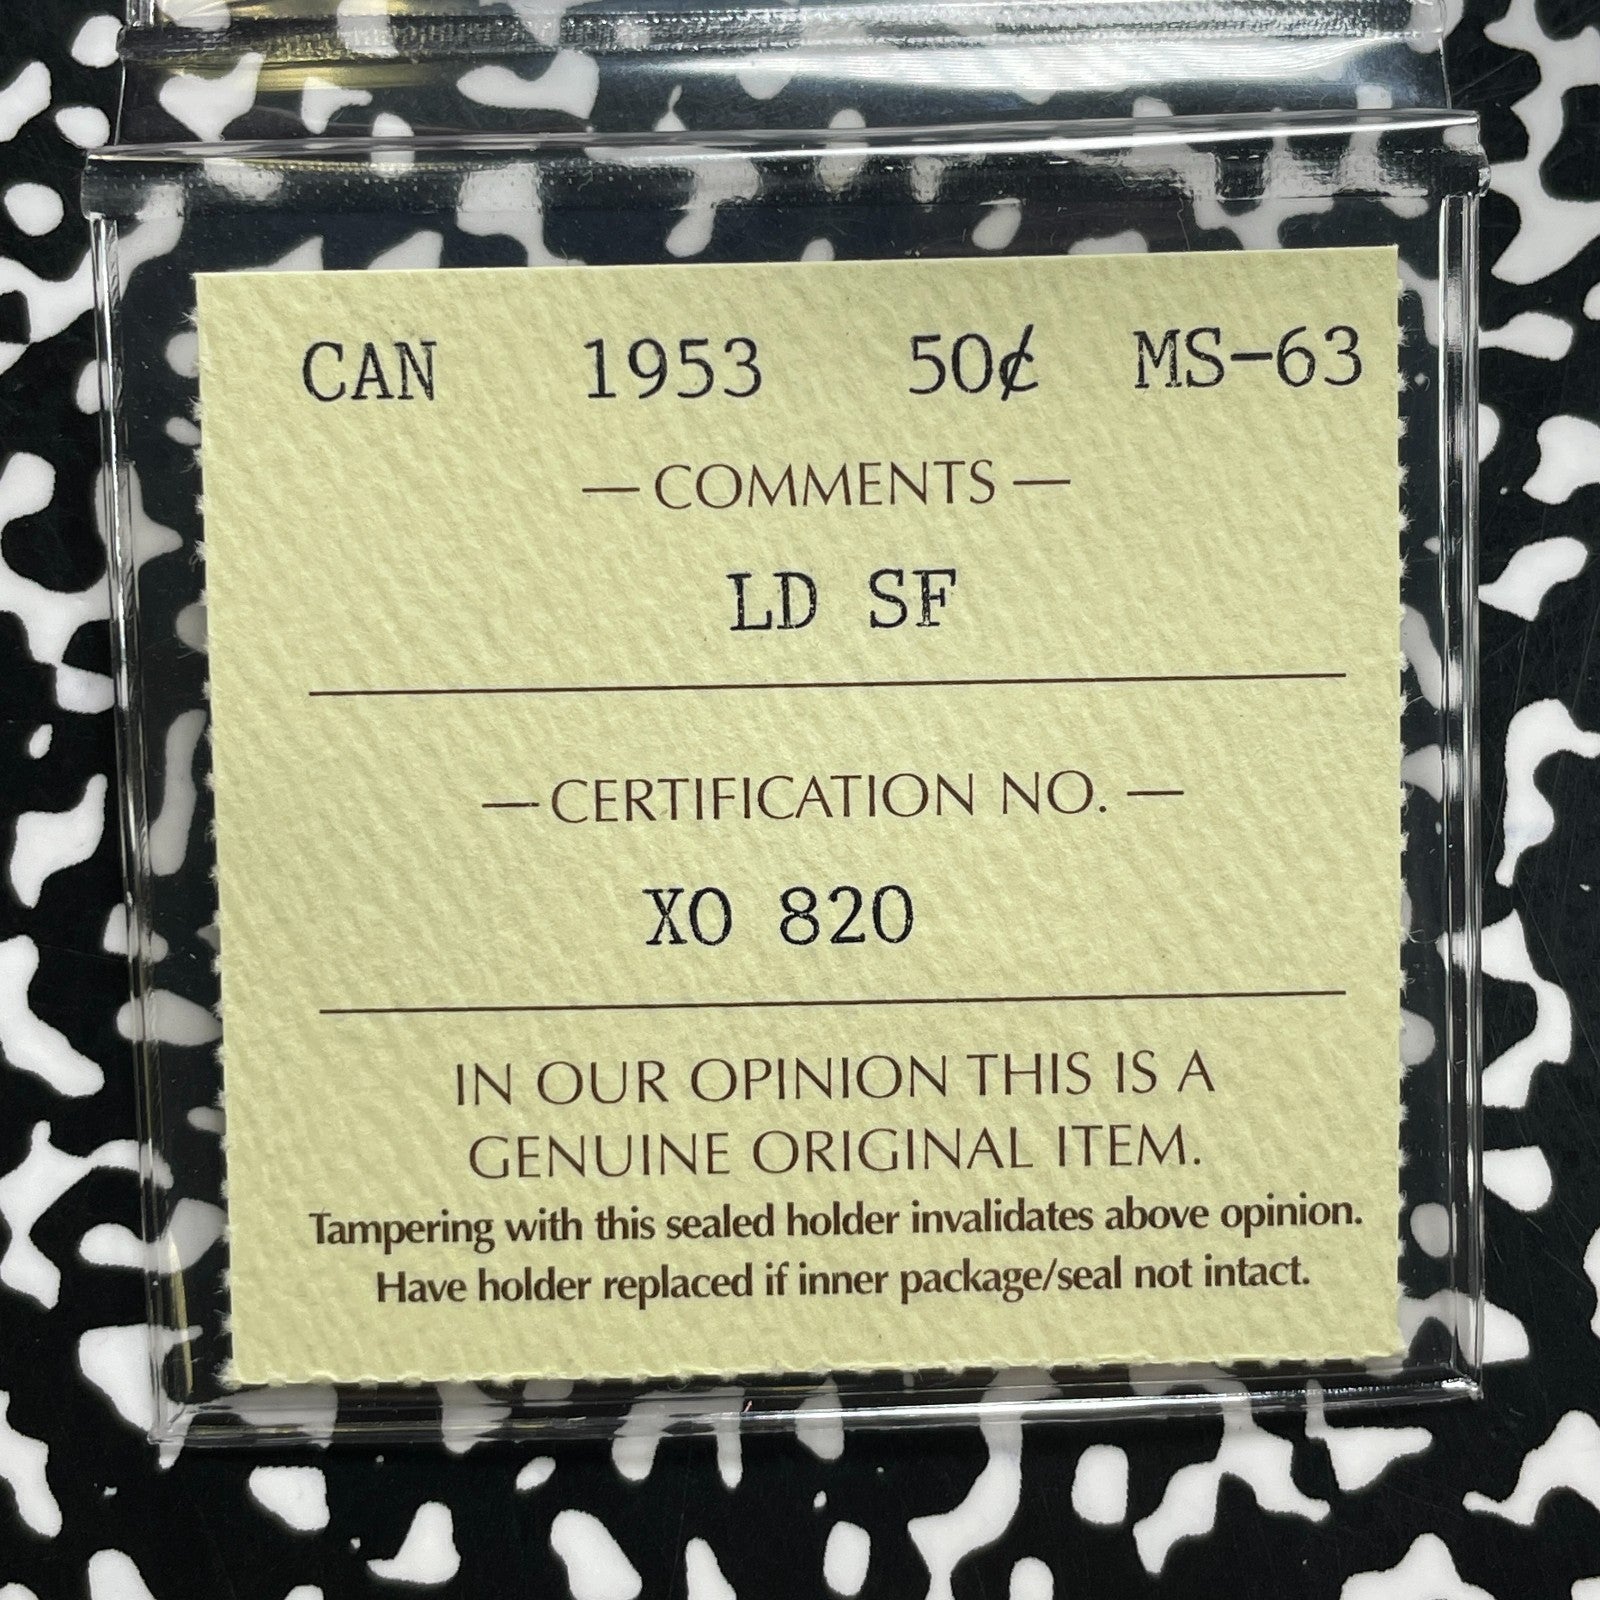 CAN 1953 50¢ MS-63
— COMMENTS —
LD SF
— CERTIFICATION NO. —
XO 820
IN OUR OPINION THIS IS A
GENUINE ORIGINAL ITEM.
Tampering with this sealed holder invalidates above opinion.
Have holder replaced if inner package/seal not intact.